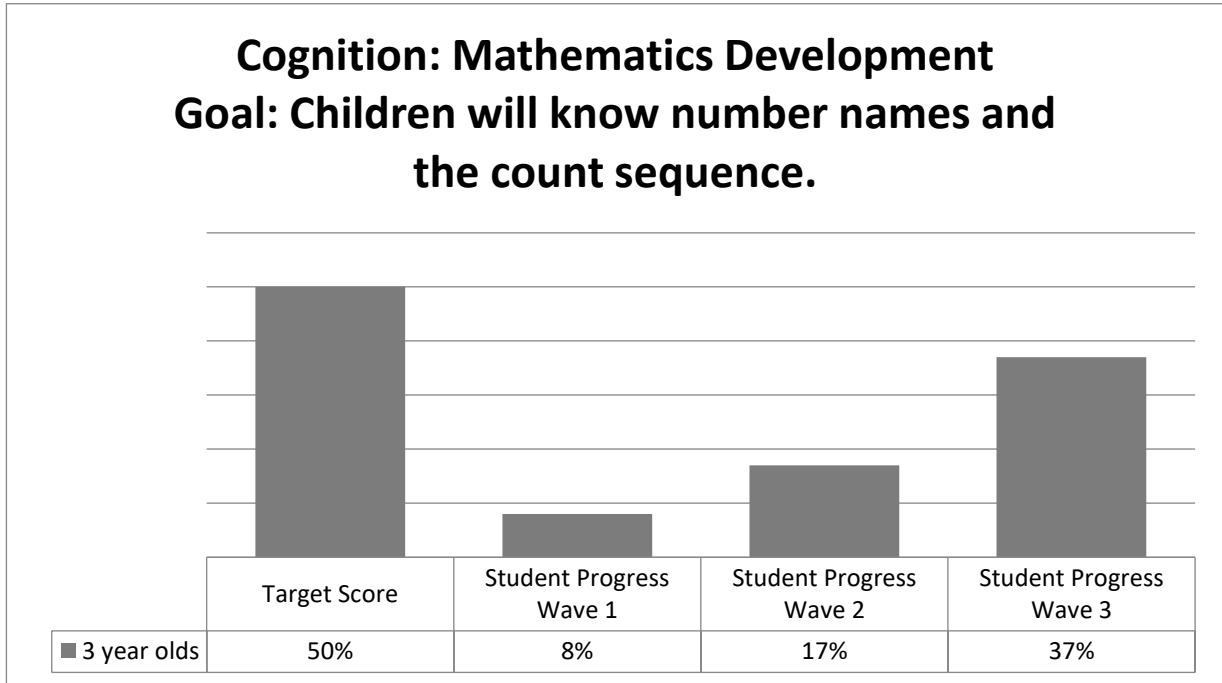 Cognition: Mathematics Development
Goal: Children will know number names and
the count sequence.
Target Score
Student Progress
Wave 1
Student Progress
Wave 2
Student Progress
Wave 3
3 year olds 50% 8% 17% 37%